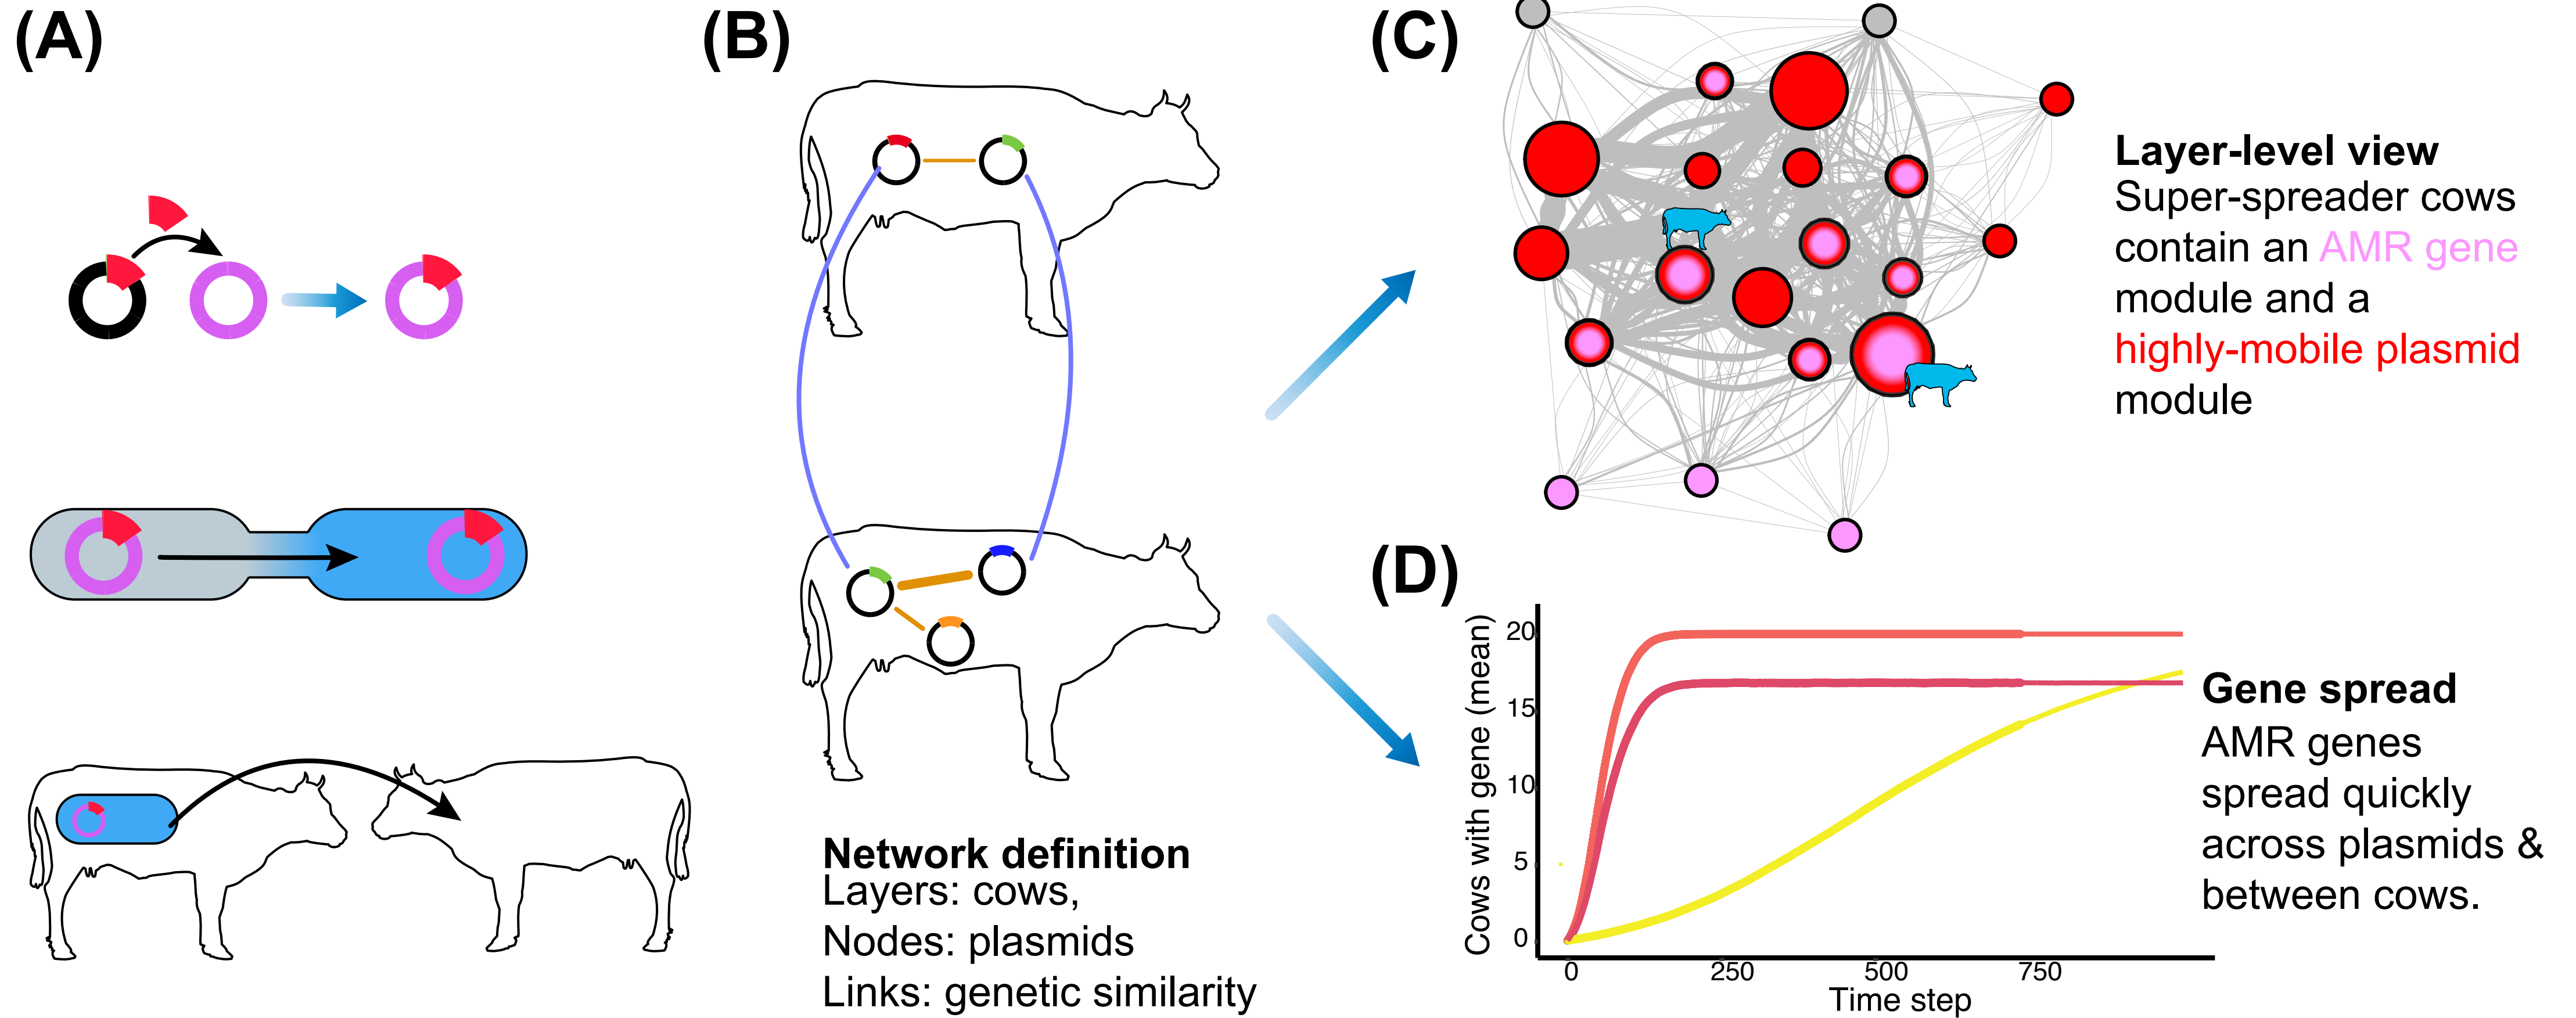 (A)
(B)
Network definition
Layers: cows,
Nodes: plasmids
Links: genetic similarity
(C)
Layer-level view
Super-spreader cows
contain an AMR gene
module and a
highly-mobile plasmid
module
(D)
Cows with gene (mean)
20
15
10
5
0
0 250 500 750
Time step
Gene spread
AMR genes
spread quickly
across plasmids &
between cows.